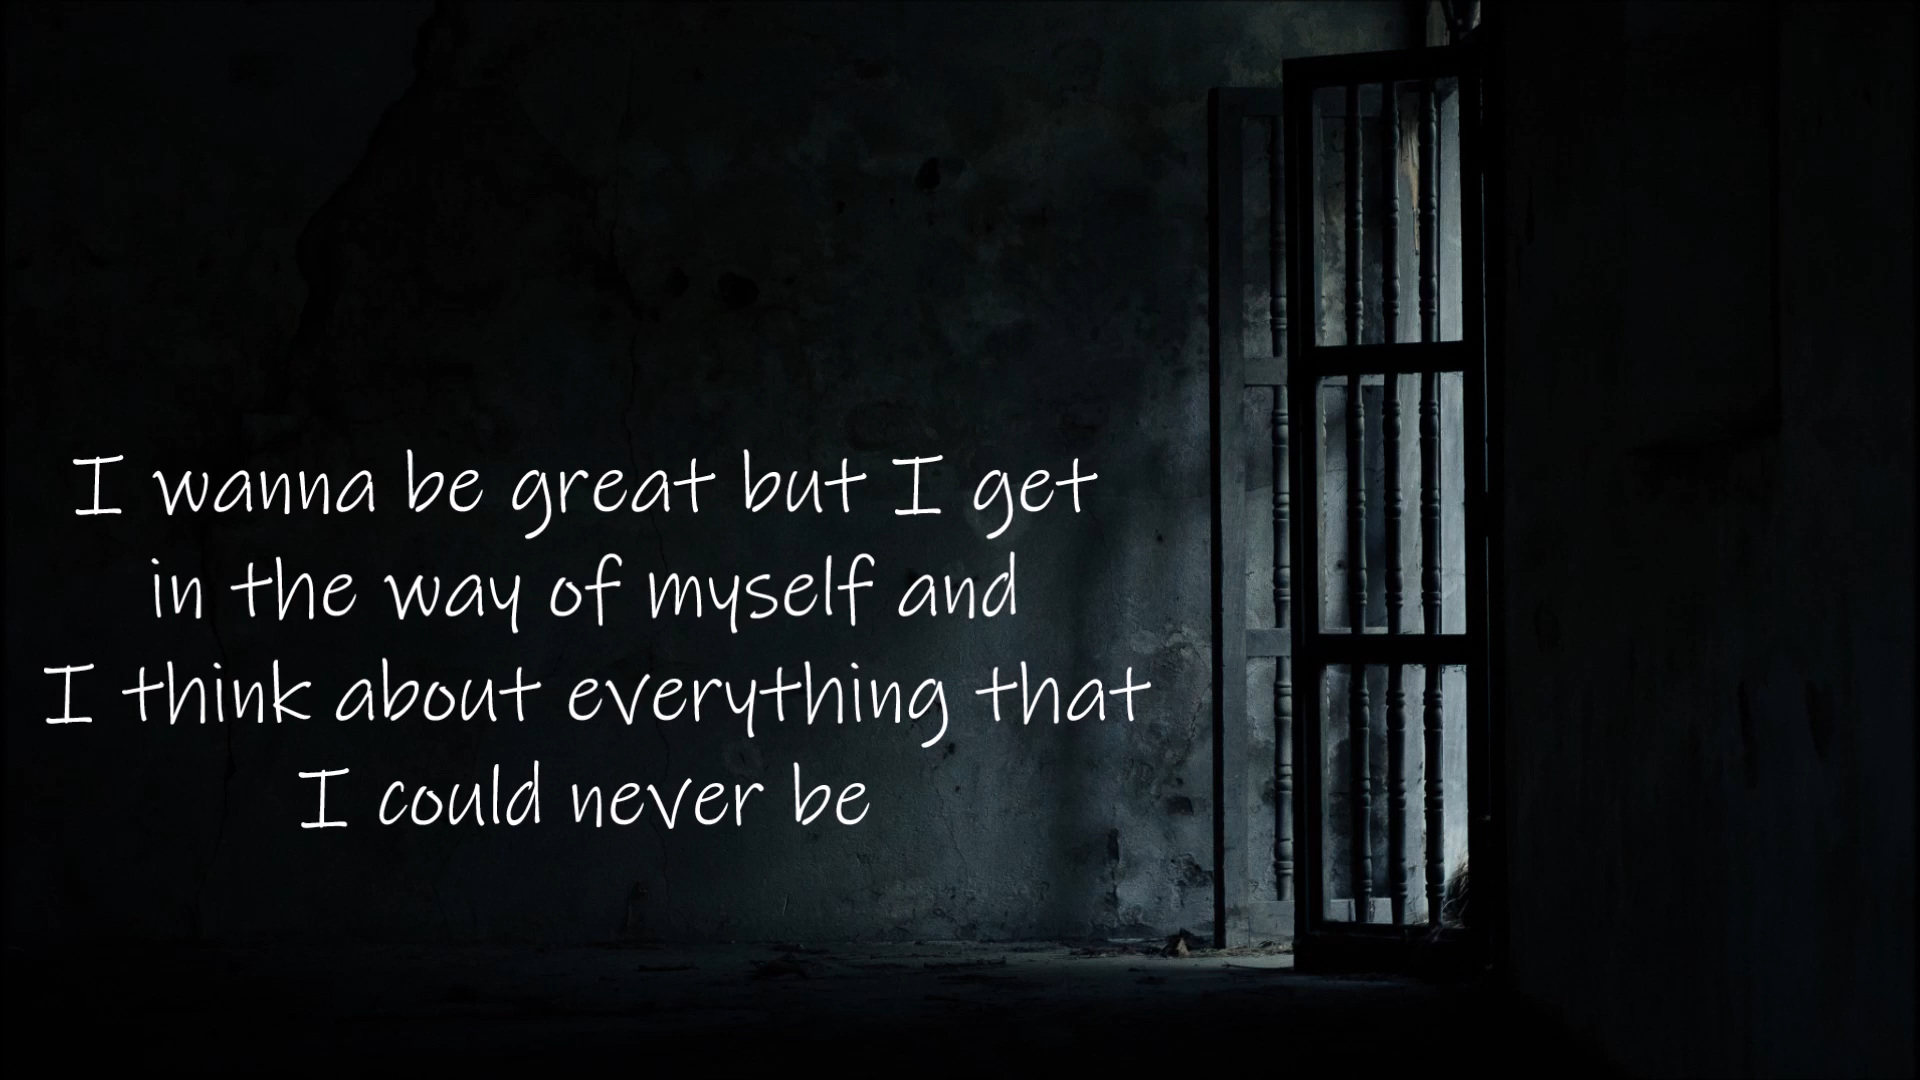 I wanna be great but I get
in the way of myself and
I think about everything that
I could never be